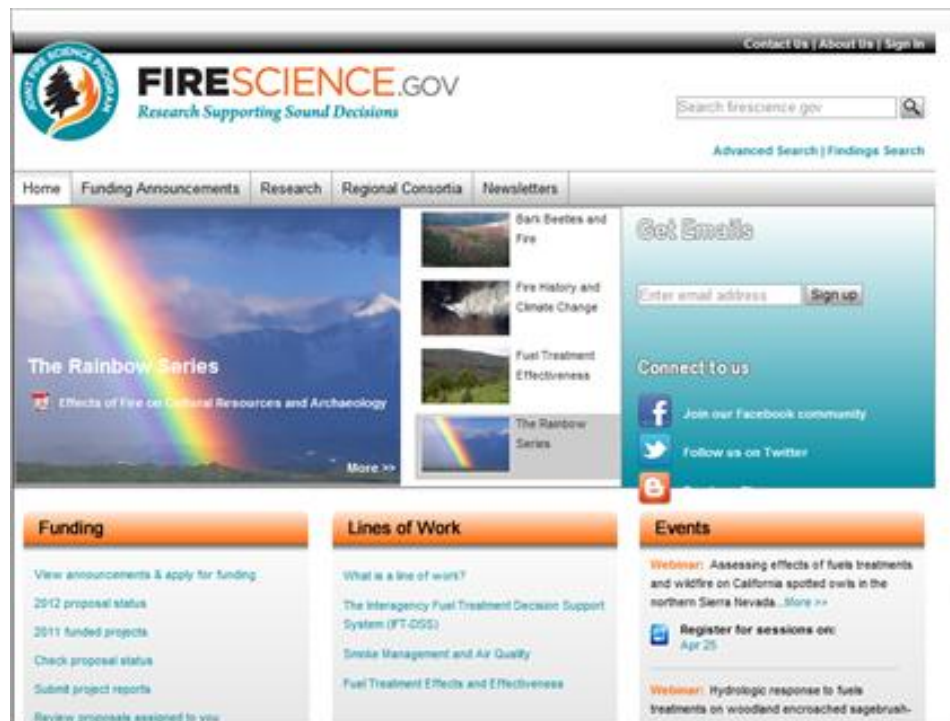 Contact Us | About Us | Sign In
JOINT FIRE SCIENCE PROGRAM
FIRESCIENCE.GOV
Research Supporting Sound Decisions
Search firescience.gov
Advanced Search | Findings Search
Home Funding Announcements Research Regional Consortia Newsletters
The Rainbow Series
Effects of Fire on Cultural Resources and Archaeology
More >>
Bark Beetles and
Fire
Fire History and
Climate Change
Fuel Treatment
Effectiveness
The Rainbow
Series
Get Emails
Enter email address Sign up
Connect to us
Join our Facebook community
Follow us on Twitter
Funding
View announcements & apply for funding
2012 proposal status
2011 funded projects
Check proposal status
Submit project reports
Review proposals assigned to you
Lines of Work
What is a line of work?
The Interagency Fuel Treatment Decision Support
System (IFT-DSS)
Smoke Management and Air Quality
Fuel Treatment Effects and Effectiveness
Events
Webinar: Assessing effects of fuels treatments
and wildfire on California spotted owls in the
northern Sierra Nevada...More >>
Register for sessions on:
Apr 25
Webinar: Hydrologic response to fuels
treatments on woodland encroached sagebrush-